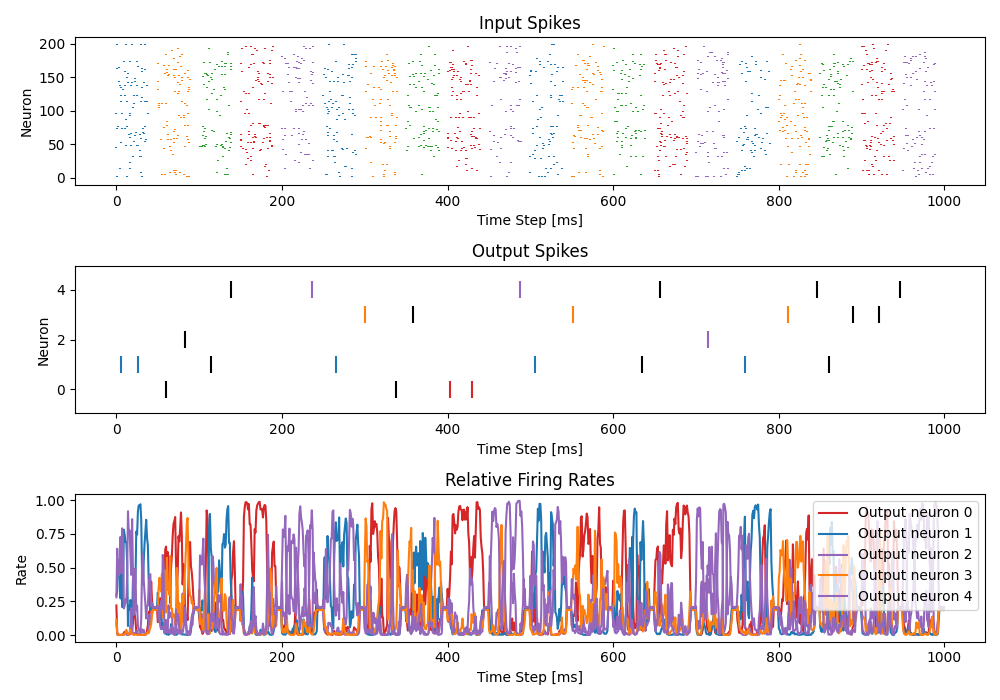 Input Spikes
200
150
100
50
0
Neuron
0 200 400 600 800 1000
Time Step [ms]
Output Spikes
4
2
0
Neuron
0 200 400 600 800 1000
Time Step [ms]
Relative Firing Rates
1.00
0.75
0.50
0.25
0.00
Rate
Output neuron 0
Output neuron 1
Output neuron 2
Output neuron 3
Output neuron 4
0 200 400 600 800 1000
Time Step [ms]